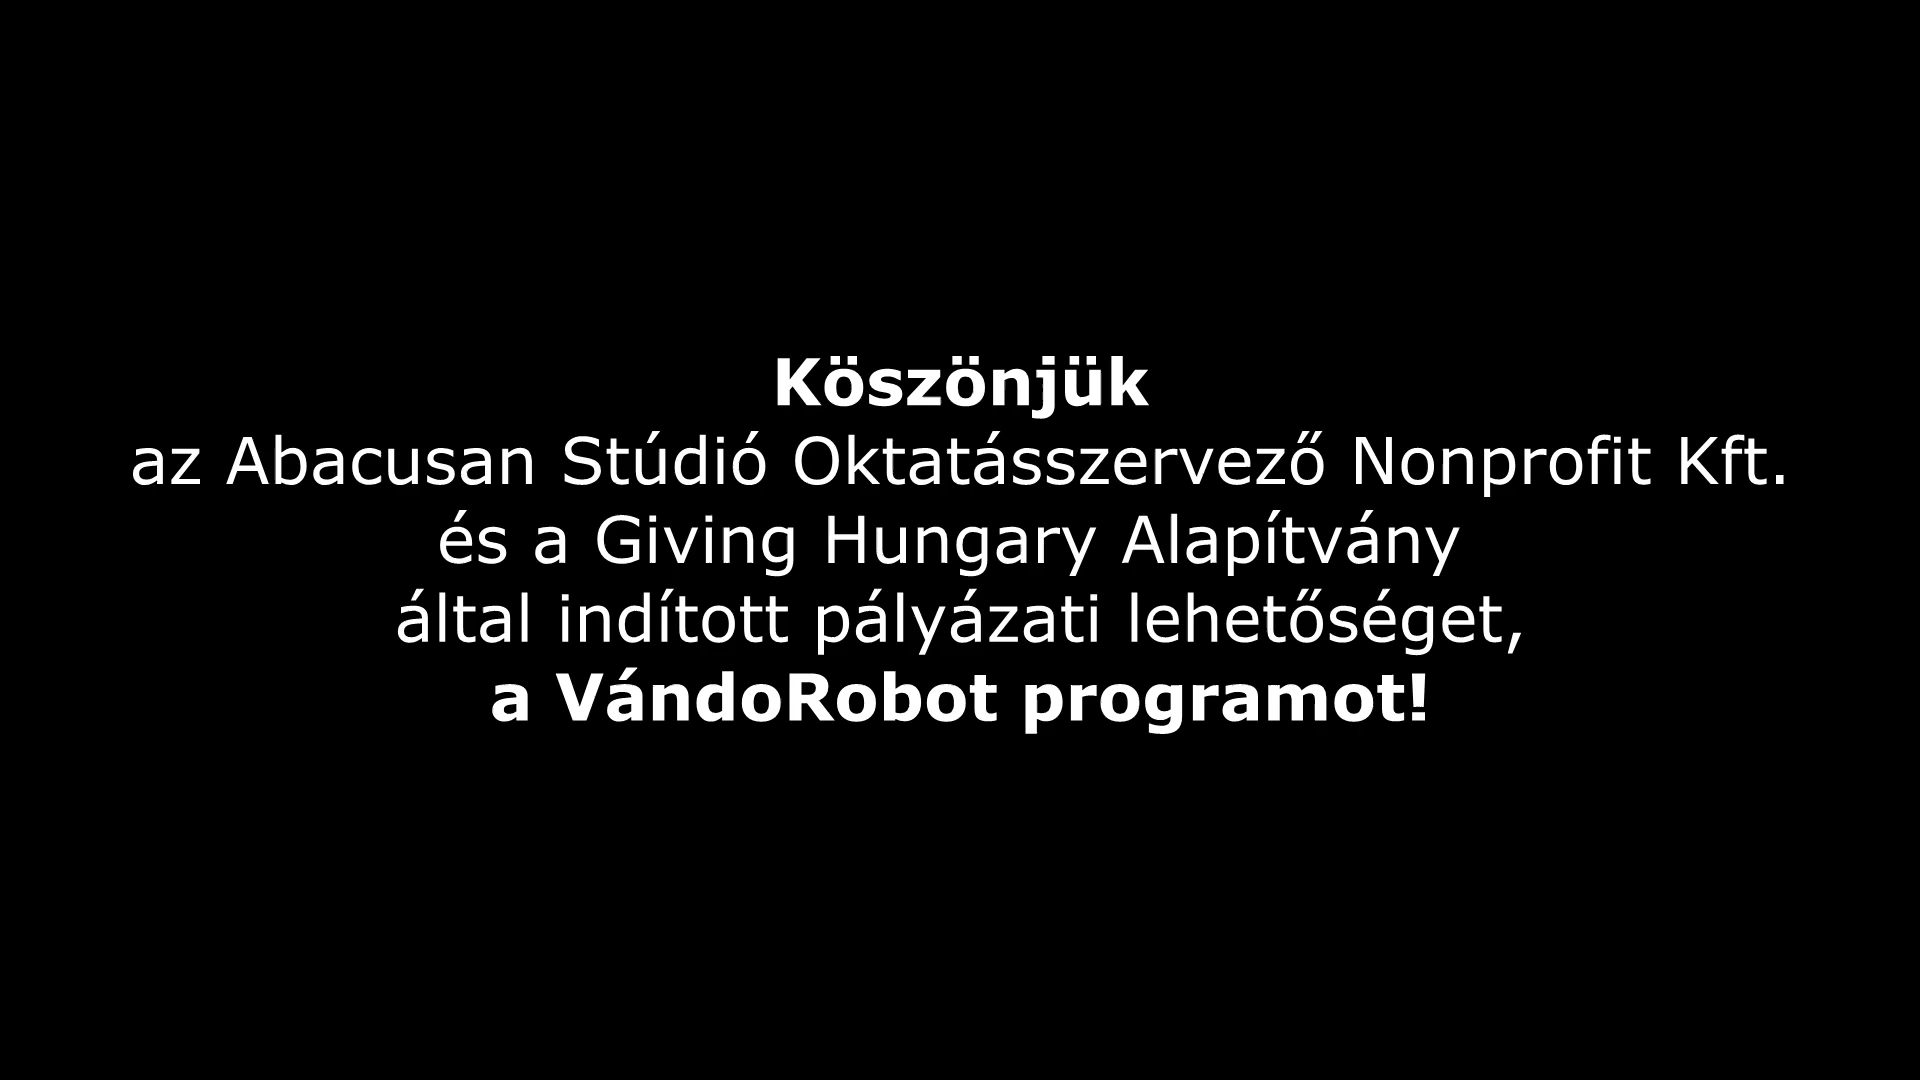 Köszönjük
az Abacusan Stúdió Oktatásszervező Nonprofit Kft.
és a Giving Hungary Alapítvány
által indított pályázati lehetőséget,
a VándoRobot programot!